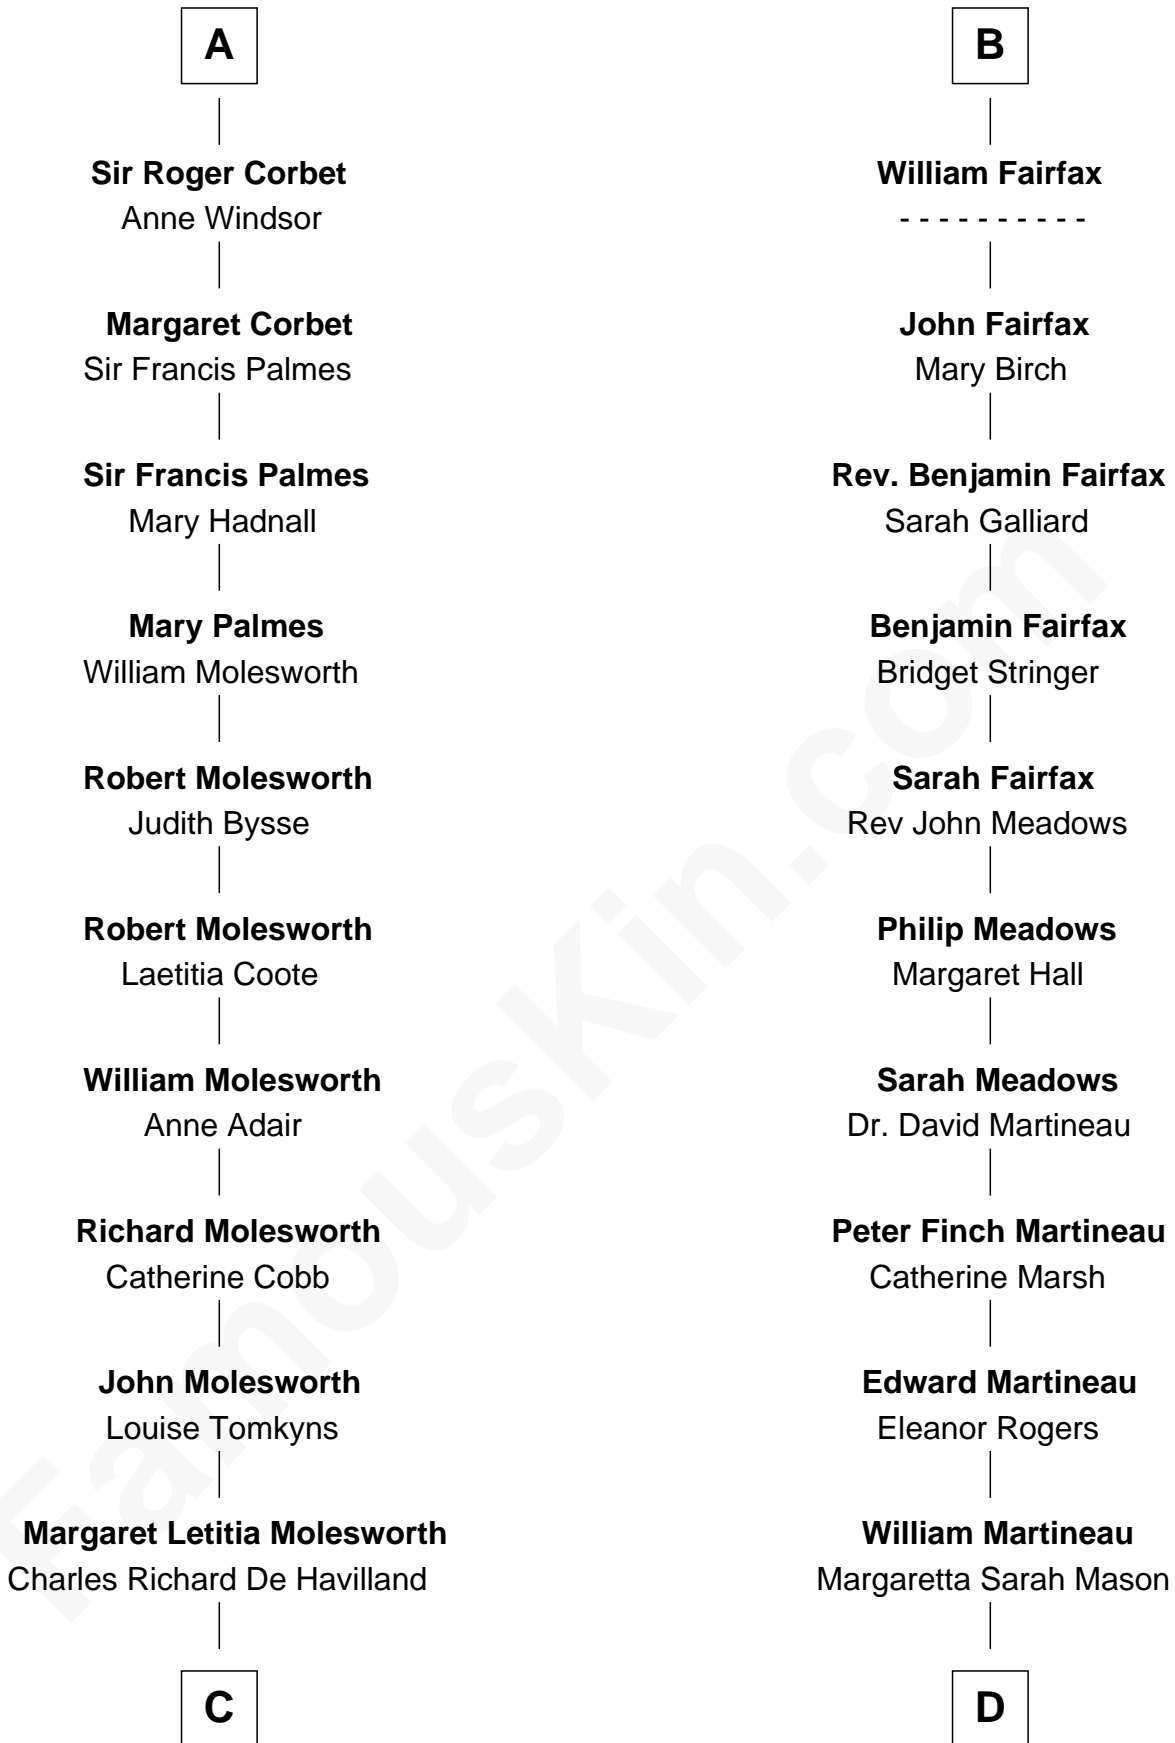 A
Sir Roger Corbet
Anne Windsor
Margaret Corbet
Sir Francis Palmes
Sir Francis Palmes
Mary Hadnall
Mary Palmes
William Molesworth
Robert Molesworth
Judith Bysse
Robert Molesworth
Laetitia Coote
William Molesworth
Anne Adair
Richard Molesworth
Catherine Cobb
John Molesworth
Louise Tomkyns
Margaret Letitia Molesworth
Charles Richard De Havilland
C
B
William Fairfax
- - - - - - - - - -
John Fairfax
Mary Birch
Rev. Benjamin Fairfax
Sarah Galliard
Benjamin Fairfax
Bridget Stringer
Sarah Fairfax
Rev John Meadows
Philip Meadows
Margaret Hall
Sarah Meadows
Dr. David Martineau
Peter Finch Martineau
Catherine Marsh
Edward Martineau
Eleanor Rogers
William Martineau
Margaretta Sarah Mason
D
FamousKin.com